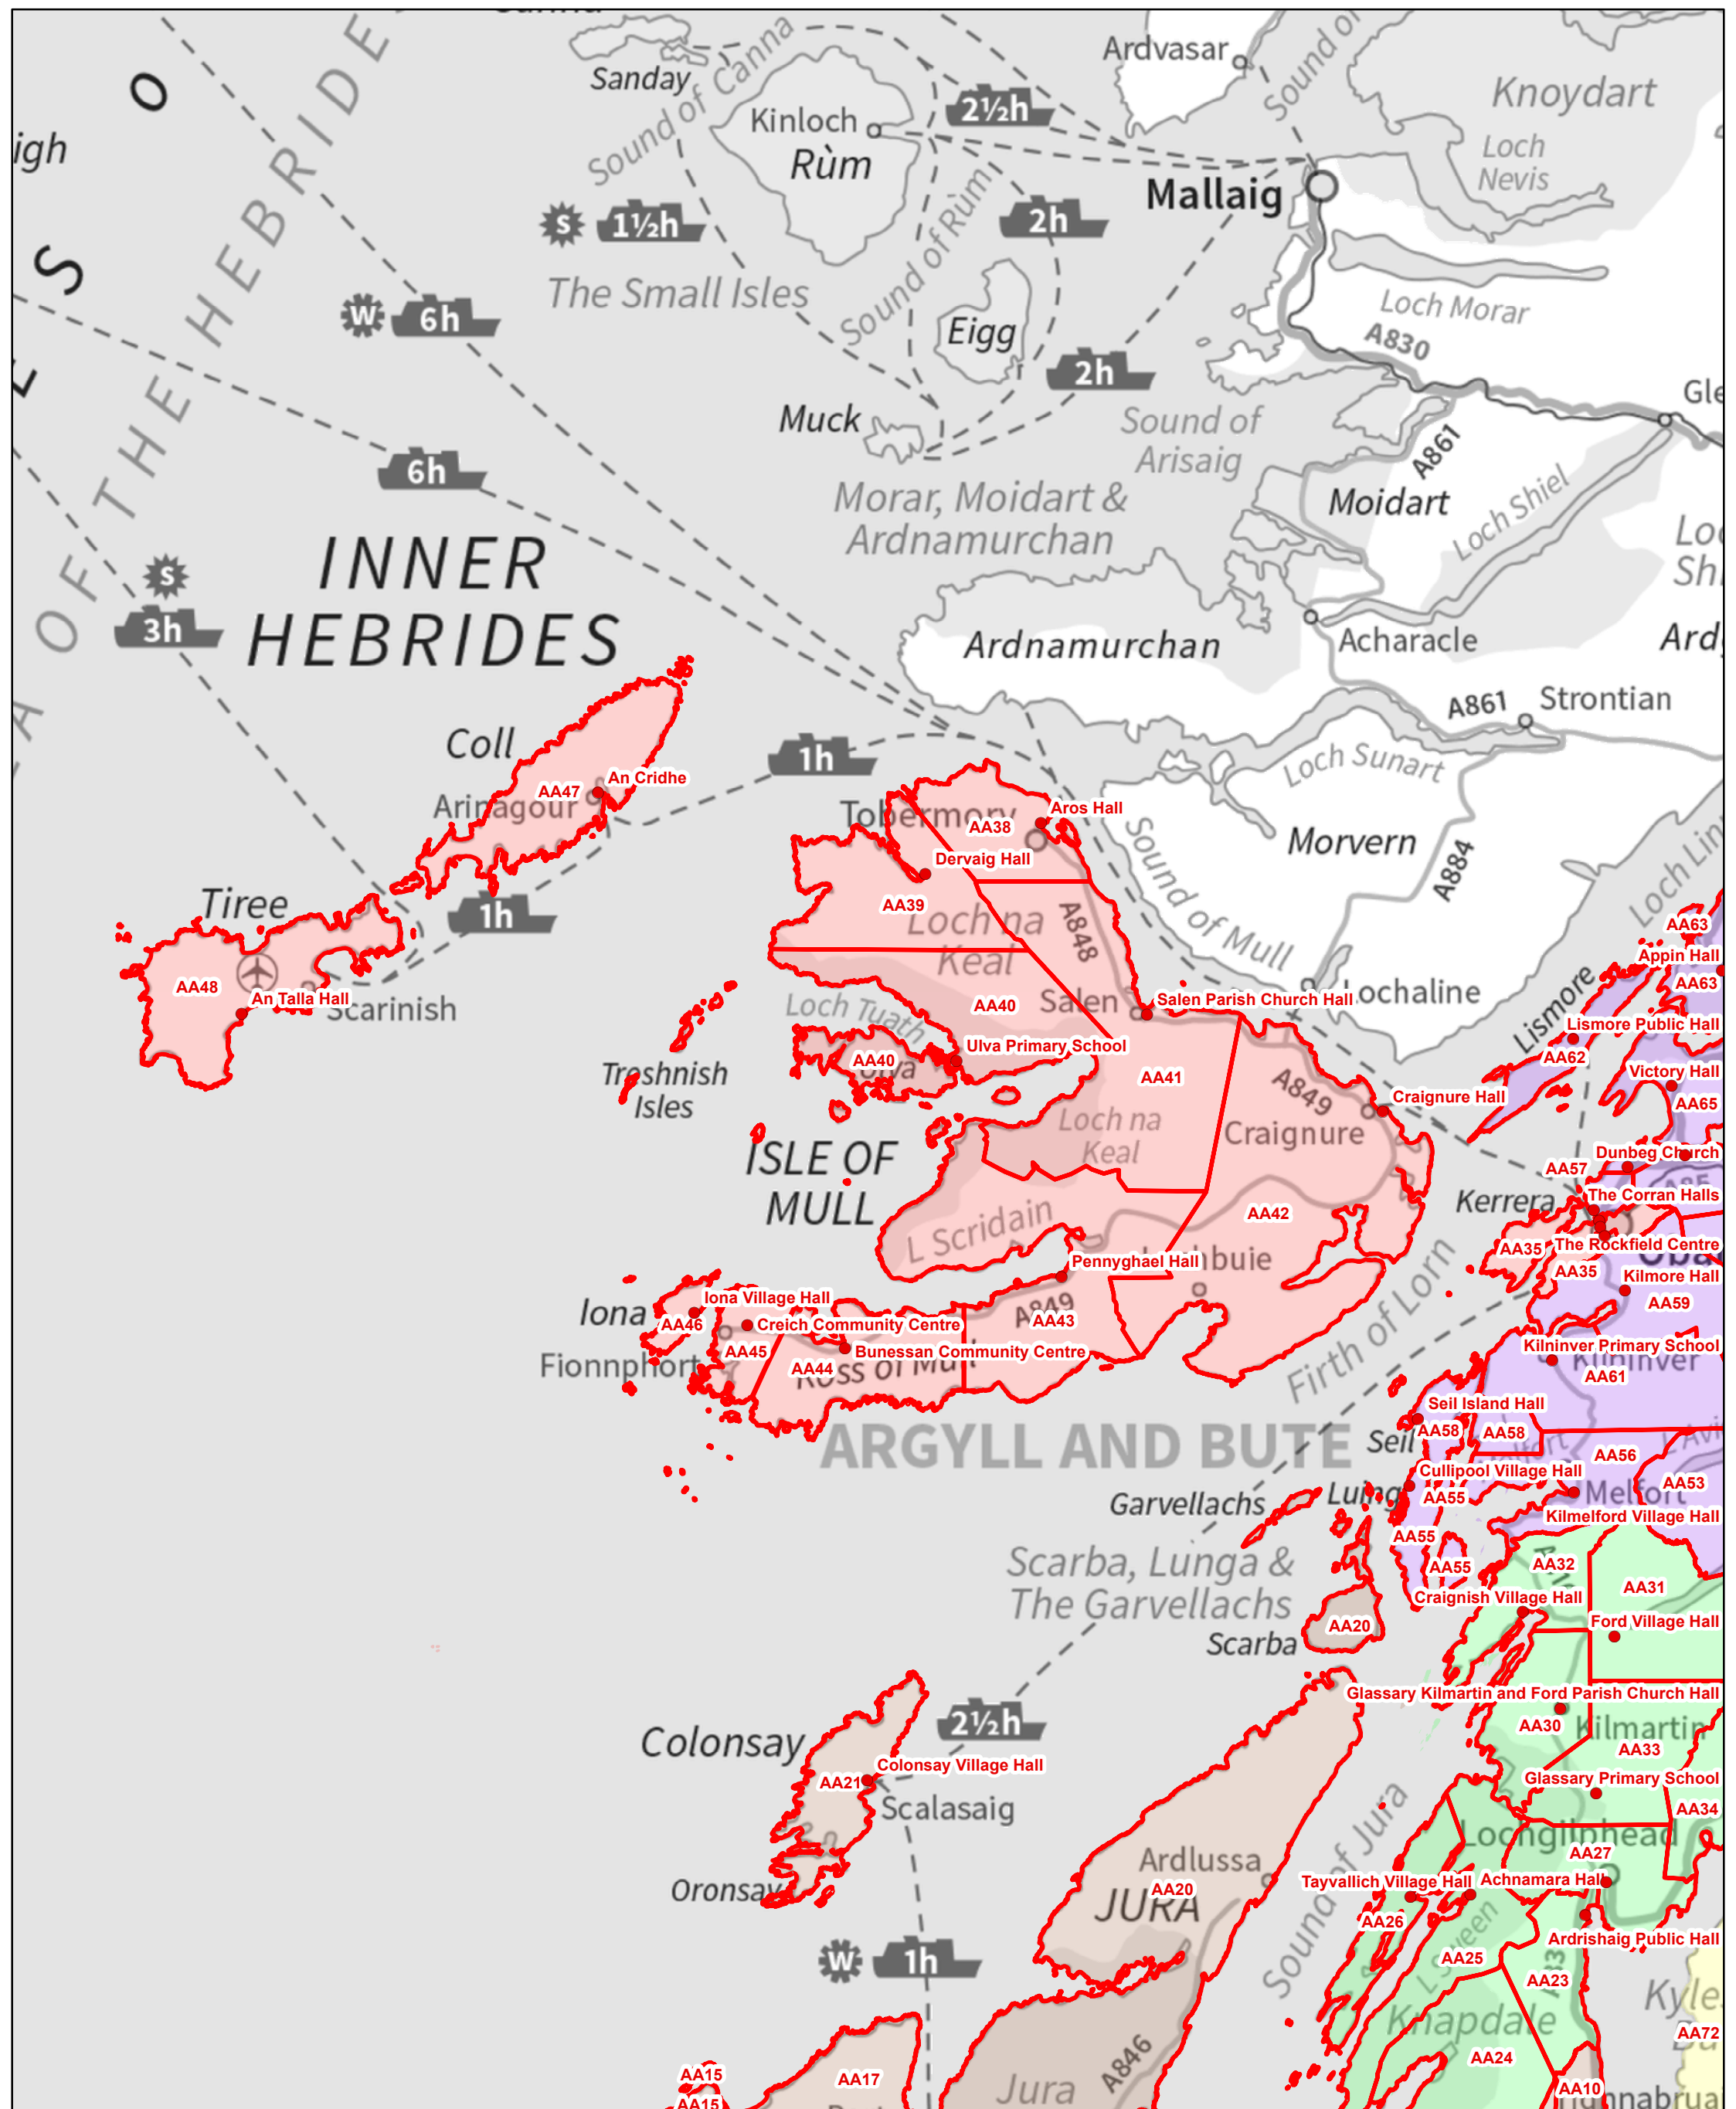 Sanday
Sound of Canna
Kinloch
Rùm
2½h
Ardvasar
Sound of
Knoydart
Loch
Nevis
igh
O
S
A OF THE HEBRIDE
Mallaig
S 1½h
2h
Sound of Rùm
The Small Isles
W 6h
Eigg
2h
Loch Morar
A830
Muck
Sound of
Arisaig
Gle
6h
Morar, Moidart &
Ardnamurchan
A861
Moidart
Loch Shiel
INNER
HEBRIDES
S
3h
Ardnamurchan
Acharacle
A861
Strontian
Coll
1h
Loch Sunart
AA47
An Cridhe
Arinagour
Tobermory
AA38
Aros Hall
Morvern
A884
Dervaig Hall
Sound of Mull
Loch Lin
Tiree
1h
AA39
Loch na
Keal
A848
AA63
Appin Hall
AA63
AA48
An Talla Hall
Scarinish
Loch Tuath
AA40
Salen
Salen Parish Church Hall
Lochaline
Lismore
Lismore Public Hall
Ulva Primary School
AA40
Ulva
AA41
AA62
Victory Hall
AA65
Treshnish
Isles
A849
Craignure Hall
Loch na
Keal
Craignure
ISLE OF
MULL
Dunbeg Church
AA57
A85
Kerrera
The Corran Halls
AA42
L Scridain
The Rockfield Centre
AA35
AA35
Pennyghael Hall
Kilmore Hall
Firth of Lorn
Iona
Iona Village Hall
AA46
Creich Community Centre
A849
AA43
AA59
Fionnphort
AA45
Bunessan Community Centre
AA44
Ross of Mull
Kilninver Primary School
Kilninver
AA61
ARGYLL AND BUTE
Seil Island Hall
Seil
AA58
AA58
AA56
Cullipool Village Hall
Garvellachs
Luing
AA55
Melfort
AA53
Kilmelford Village Hall
AA55
AA55
Scarba, Lunga &
The Garvellachs
AA32
AA31
Craignish Village Hall
Ford Village Hall
AA20
Scarba
Glassary Kilmartin and Ford Parish Church Hall
2½h
AA30
Kilmartin
Colonsay
AA33
Colonsay Village Hall
AA21
Scalasaig
Glassary Primary School
AA34
Sound of Jura
Lochgilphead
AA27
Ardlussa
Oronsay
AA20
JURA
Tayvallich Village Hall
Achnamara Hall
AA26
Ardrishaig Public Hall
W 1h
AA25
AA23
Knapdale
AA24
AA72
A846
AA15
AA15
AA17
Jura
AA10